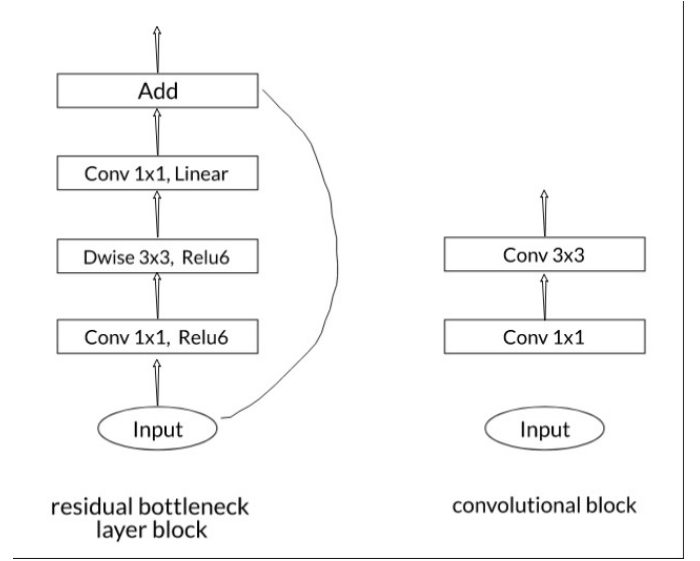 Add
Conv 1x1, Linear
Dwise 3x3, Relu6
Conv 1x1, Relu6
Input
residual bottleneck
layer block
Conv 3x3
Conv 1x1
Input
convolutional block